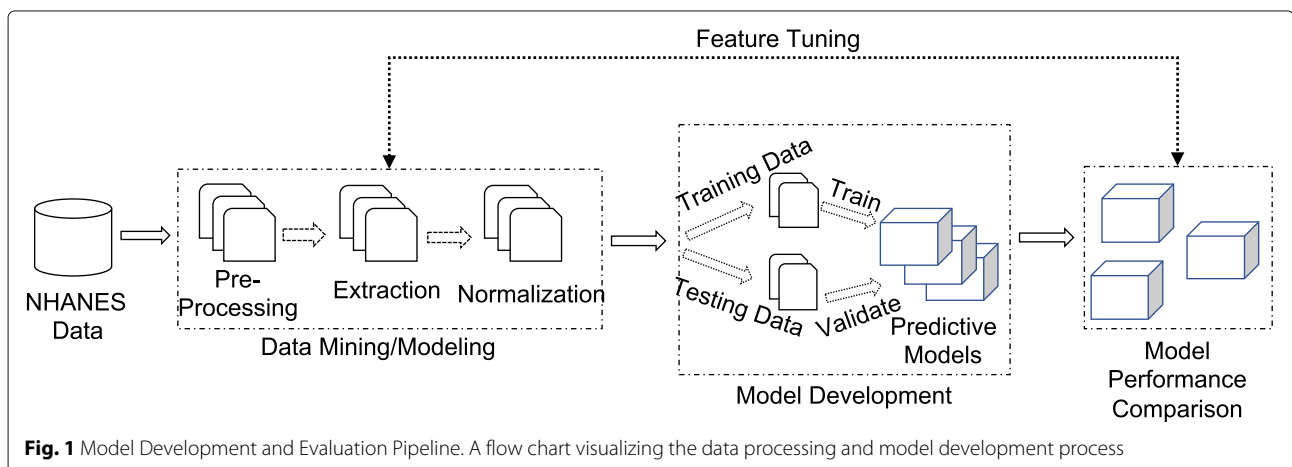 Feature Tuning
NHANES
Data
Pre-
Processing
Extraction
Normalization
Data Mining/Modeling
Training Data
Train
Testing Data
Validate
Predictive
Models
Model Development
Model
Performance
Comparison
Fig. 1 Model Development and Evaluation Pipeline. A flow chart visualizing the data processing and model development process